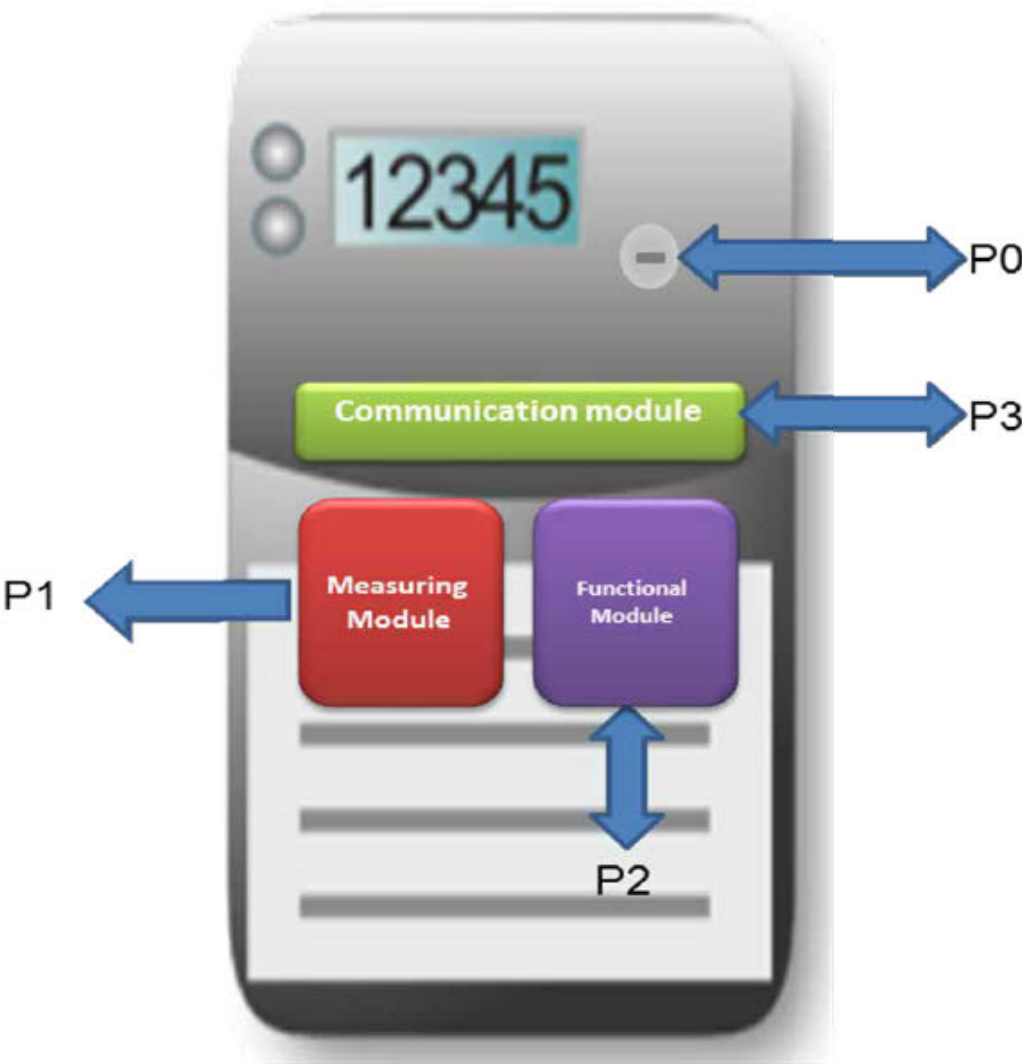 12345
P0
Communication module
P3
Measuring
Module
Functional
Module
P1
P2